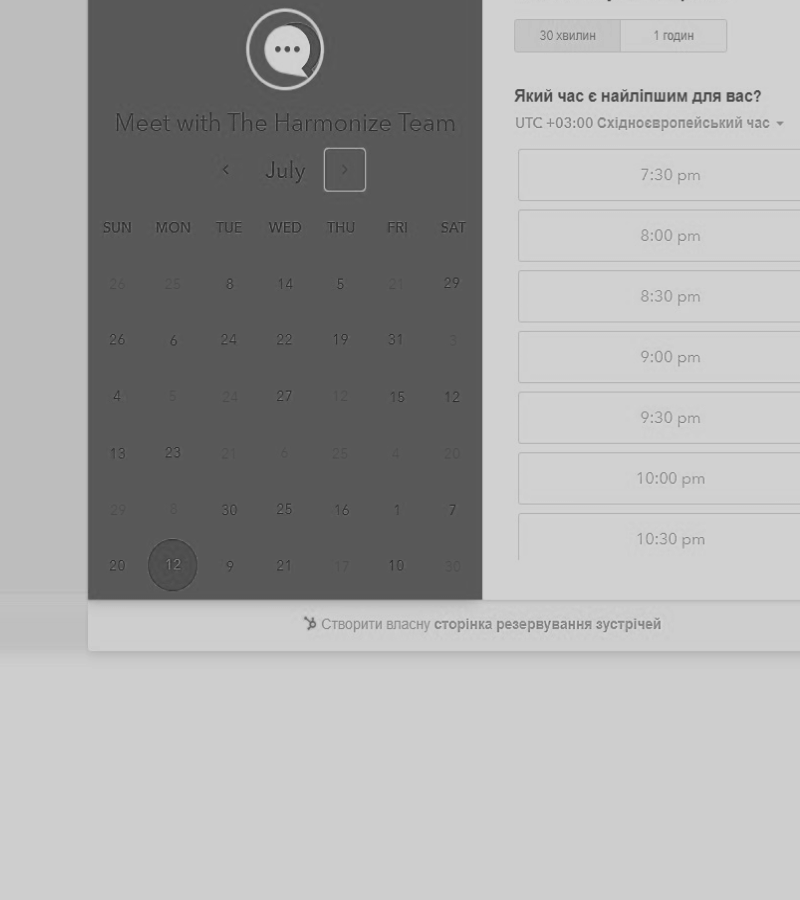 30 хвилин 1 годин
Meet with The Harmonize Team
July
SUN MON TUE WED THU FRI SAT
26 25 8 14 5 21 29
26 6 24 22 19 31 3
4 5 24 27 12 15 12
13 23 21 6 25 4 20
29 8 30 25 16 1 7
20 12 9 21 17 10 30
Який час є найліпшим для вас?
UTC +03:00 Східноєвропейський час
7:30 pm
8:00 pm
8:30 pm
9:00 pm
9:30 pm
10:00 pm
10:30 pm
Створити власну сторінка резервування зустрічей